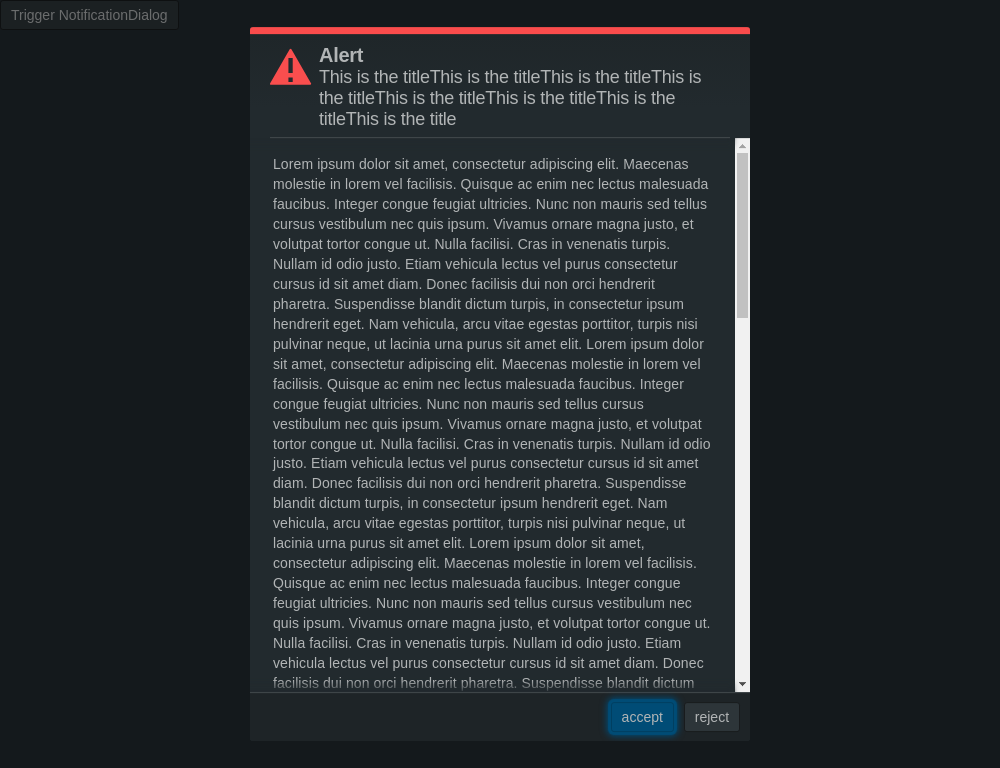 Trigger NotificationDialog
Alert
This is the titleThis is the titleThis is the titleThis is
the titleThis is the titleThis is the titleThis is the
titleThis is the title
Lorem ipsum dolor sit amet, consectetur adipiscing elit. Maecenas
molestie in lorem vel facilisis. Quisque ac enim nec lectus malesuada
faucibus. Integer congue feugiat ultricies. Nunc non mauris sed tellus
cursus vestibulum nec quis ipsum. Vivamus ornare magna justo, et
volutpat tortor congue ut. Nulla facilisi. Cras in venenatis turpis.
Nullam id odio justo. Etiam vehicula lectus vel purus consectetur
cursus id sit amet diam. Donec facilisis dui non orci hendrerit
pharetra. Suspendisse blandit dictum turpis, in consectetur ipsum
hendrerit eget. Nam vehicula, arcu vitae egestas porttitor, turpis nisi
pulvinar neque, ut lacinia urna purus sit amet elit. Lorem ipsum dolor
sit amet, consectetur adipiscing elit. Maecenas molestie in lorem vel
facilisis. Quisque ac enim nec lectus malesuada faucibus. Integer
congue feugiat ultricies. Nunc non mauris sed tellus cursus
vestibulum nec quis ipsum. Vivamus ornare magna justo, et volutpat
tortor congue ut. Nulla facilisi. Cras in venenatis turpis. Nullam id odio
justo. Etiam vehicula lectus vel purus consectetur cursus id sit amet
diam. Donec facilisis dui non orci hendrerit pharetra. Suspendisse
blandit dictum turpis, in consectetur ipsum hendrerit eget. Nam
vehicula, arcu vitae egestas porttitor, turpis nisi pulvinar neque, ut
lacinia urna purus sit amet elit. Lorem ipsum dolor sit amet,
consectetur adipiscing elit. Maecenas molestie in lorem vel facilisis.
Quisque ac enim nec lectus malesuada faucibus. Integer congue
feugiat ultricies. Nunc non mauris sed tellus cursus vestibulum nec
quis ipsum. Vivamus ornare magna justo, et volutpat tortor congue ut.
Nulla facilisi. Cras in venenatis turpis. Nullam id odio justo. Etiam
vehicula lectus vel purus consectetur cursus id sit amet diam. Donec
facilisis dui non orci hendrerit pharetra. Suspendisse blandit dictum
accept
reject